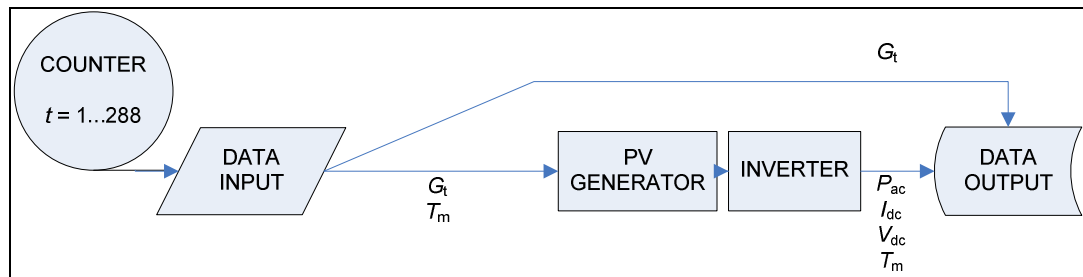 COUNTER
t = 1...288
DATA
INPUT
Gt
Tm
Gt
PV
GENERATOR
INVERTER
Pac
Idc
Vdc
Tm
DATA
OUTPUT